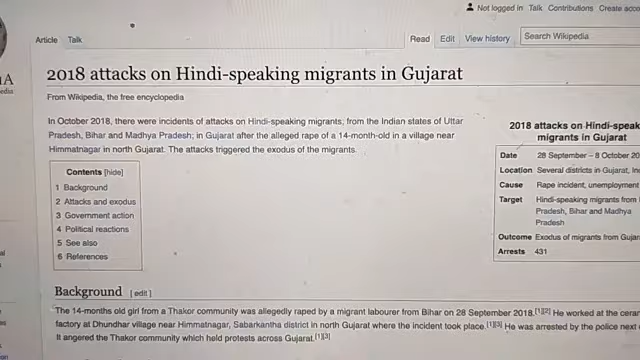 Not logged in Talk Contributions Create
Article Talk Read Edit View history Search Wikipedia
2018 attacks on Hindi-speaking migrants in Gujarat
From Wikipedia, the free encyclopedia
In October 2018, there were incidents of attacks on Hindi-speaking migrants; from the Indian states of Uttar
Pradesh, Bihar and Madhya Pradesh; in Gujarat after the alleged rape of a 14-month-old in a village near
Himmatnagar in north Gujarat. The attacks triggered the exodus of the migrants.
Contents [hide]
1 Background
2 Attacks and exodus
3 Government action
4 Political reactions
5 See also
6 References
2018 attacks on Hindi-speak
migrants in Gujarat
Date 28 September – 8 October 20
Location Several districts in Gujarat, Ind
Cause Rape incident, unemployment
Target Hindi-speaking migrants from
Pradesh, Bihar and Madhya
Pradesh
Outcome Exodus of migrants from Gujar
Arrests 431
Background [ edit ]
The 14-months old girl from a Thakor community was allegedly raped by a migrant labourer from Bihar on 28 September 2018.[1][2] He worked at the ceram
factory at Dhundhar village near Himmatnagar, Sabarkantha district in north Gujarat where the incident took place.[1][3] He was arrested by the police next
It angered the Thakor community which held protests across Gujarat.[1][3]